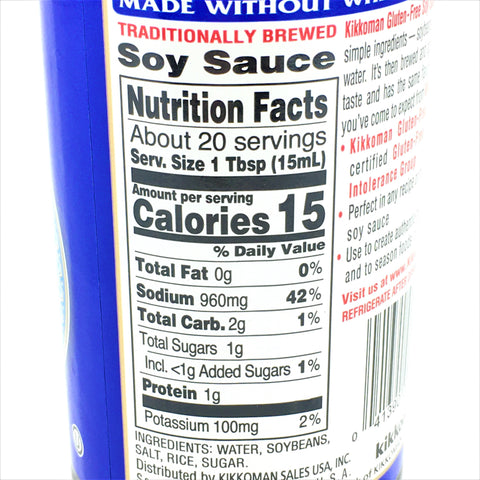 MADE WITHOUT
TRADITIONALLY BREWED
Soy Sauce
Nutrition Facts
About 20 servings
Serv. Size 1 Tbsp (15mL)
Amount per serving
Calories 15
% Daily Value
Total Fat 0g 0%
Sodium 960mg 42%
Total Carb. 2g 1%
Total Sugars 1g
Incl. <1g Added Sugars 1%
Protein 1g
Potassium 100mg 2%
INGREDIENTS: WATER, SOYBEANS,
SALT, RICE, SUGAR.
Distributed by KIKKOMAN SALES USA, INC.
Kikkoman Gluten-Free
simple ingredients—
water. It's then brewed
taste and has the same
you've come to expect
• Kikkoman Gluten-
certified Gluten-
Intolerance Group
• Perfect in any recipe
soy sauce
• Use to create
and to season
Visit us at
REFRIGERATE AFTER